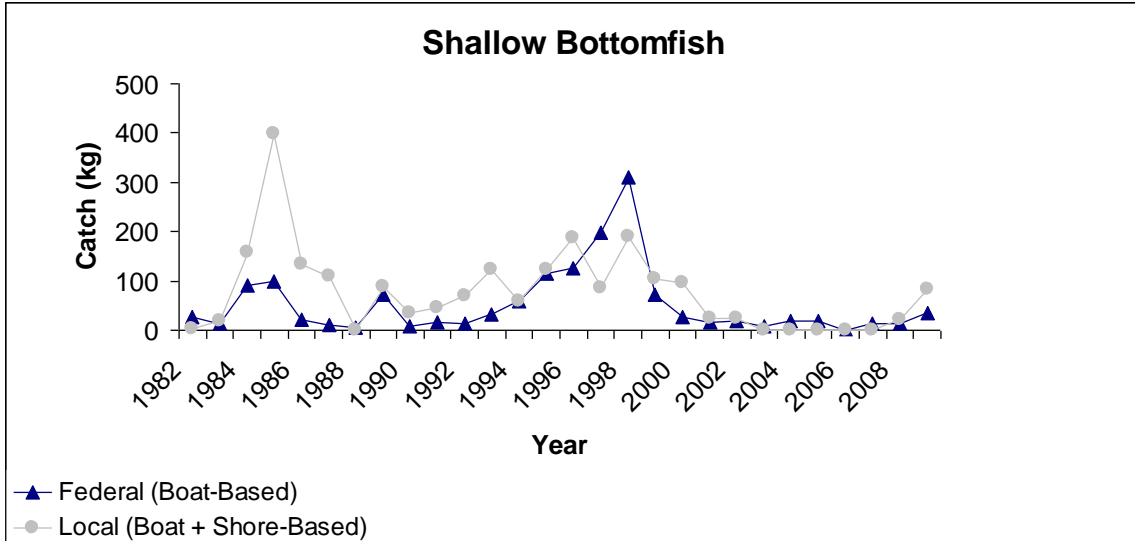 Shallow Bottomfish
500
400
300
200
100
0
Catch (kg)
1982 1984 1986 1988 1990 1992 1994 1996 1998 2000 2002 2004 2006 2008
Year
Federal (Boat-Based)
Local (Boat + Shore-Based)